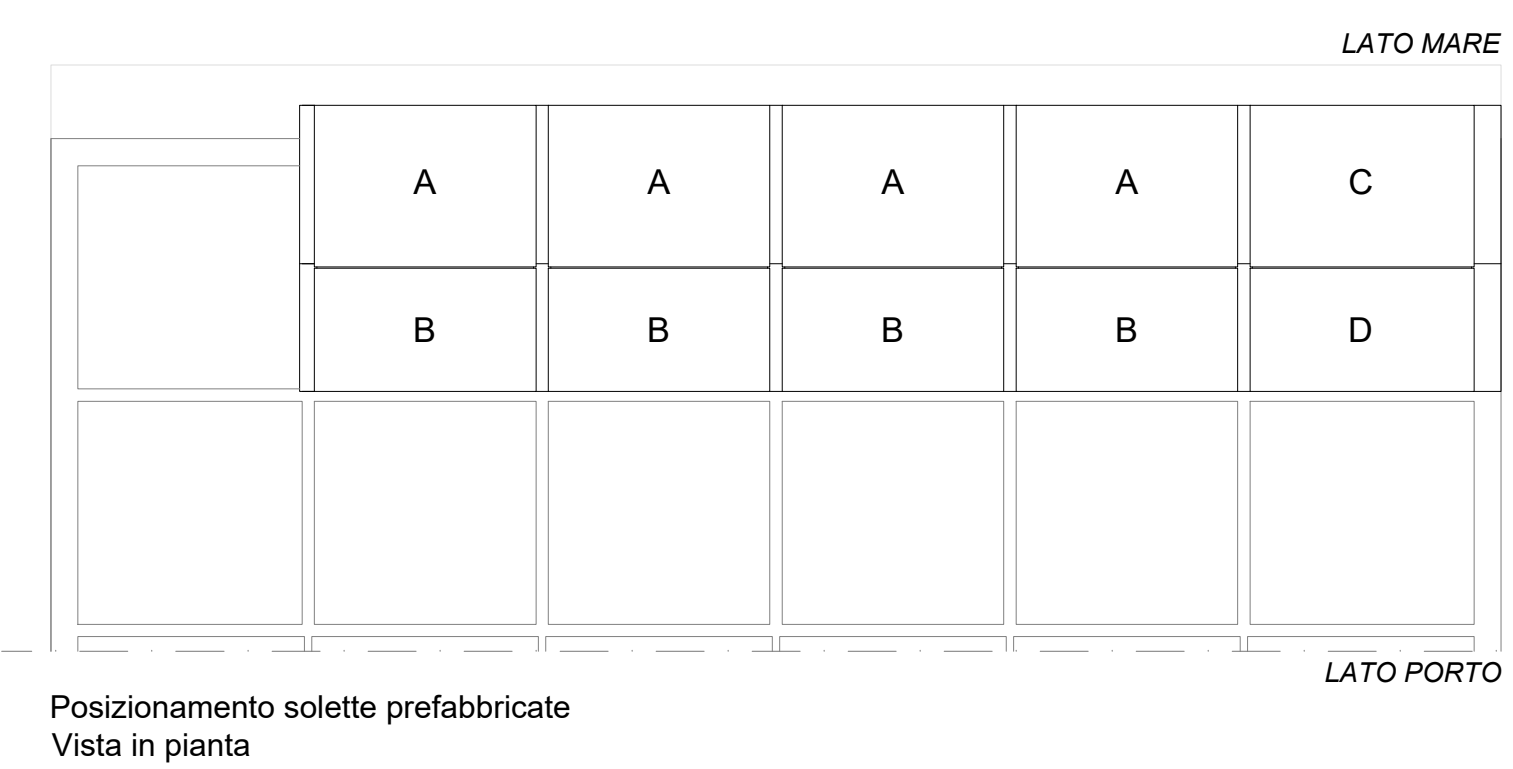 LATO MARE
A A A A C
B B B B D
LATO PORTO
Posizionamento solette prefabbricate
Vista in pianta